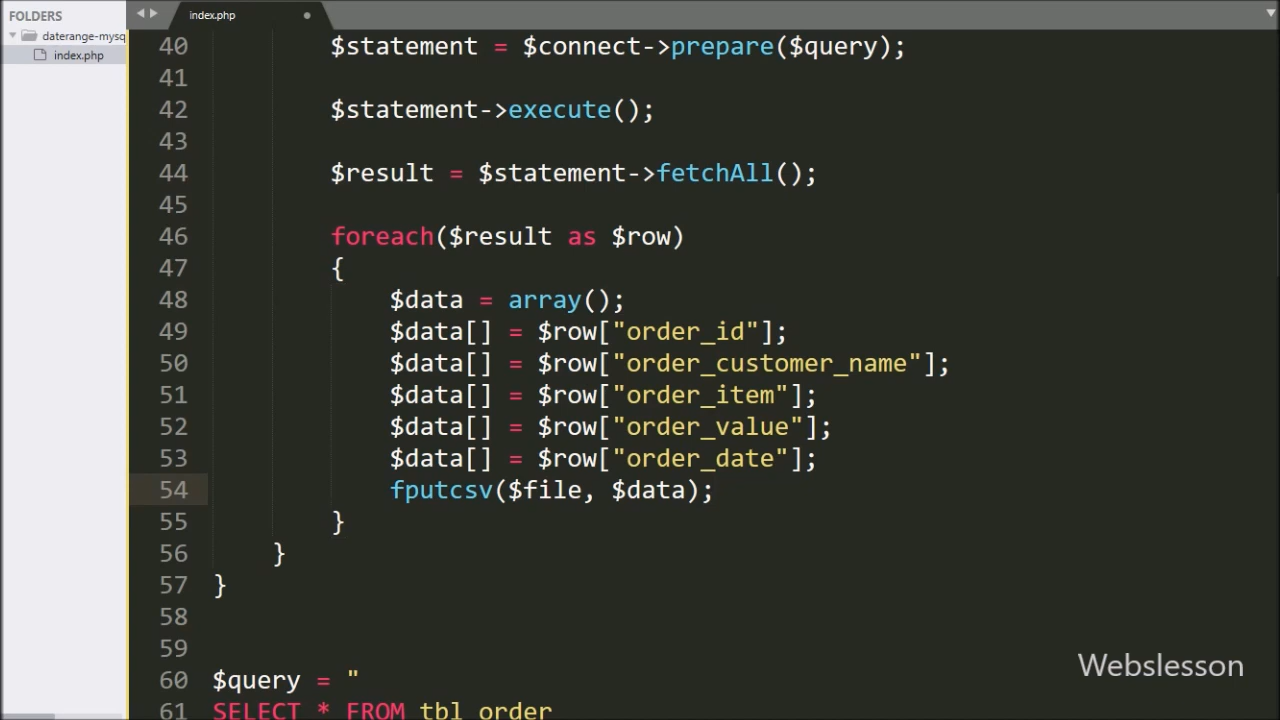 FOLDERS
daterange-mysq
index.php
index.php
40 $statement = $connect->prepare($query);
41
42 $statement->execute();
43
44 $result = $statement->fetchAll();
45
46 foreach($result as $row)
47 {
48 $data = array();
49 $data[] = $row["order_id"];
50 $data[] = $row["order_customer_name"];
51 $data[] = $row["order_item"];
52 $data[] = $row["order_value"];
53 $data[] = $row["order_date"];
54 fputcsv($file, $data);
55 }
56 }
57 }
58
59
60 $query = "
61 SELECT * FROM tbl_order
Webslesson